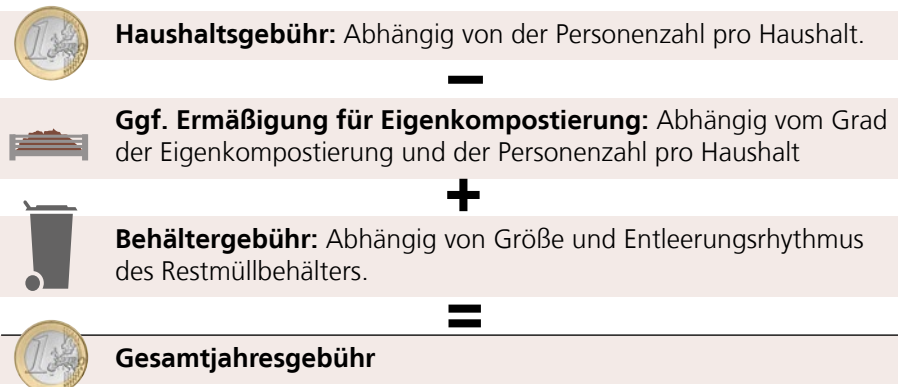 Haushaltsgebühr: Abhängig von der Personenzahl pro Haushalt.
–
Ggf. Ermäßigung für Eigenkompostierung: Abhängig vom Grad
der Eigenkompostierung und der Personenzahl pro Haushalt
+
Behältergebühr: Abhängig von Größe und Entleerungsrhythmus
des Restmüllbehälters.
=
Gesamtjahresgebühr